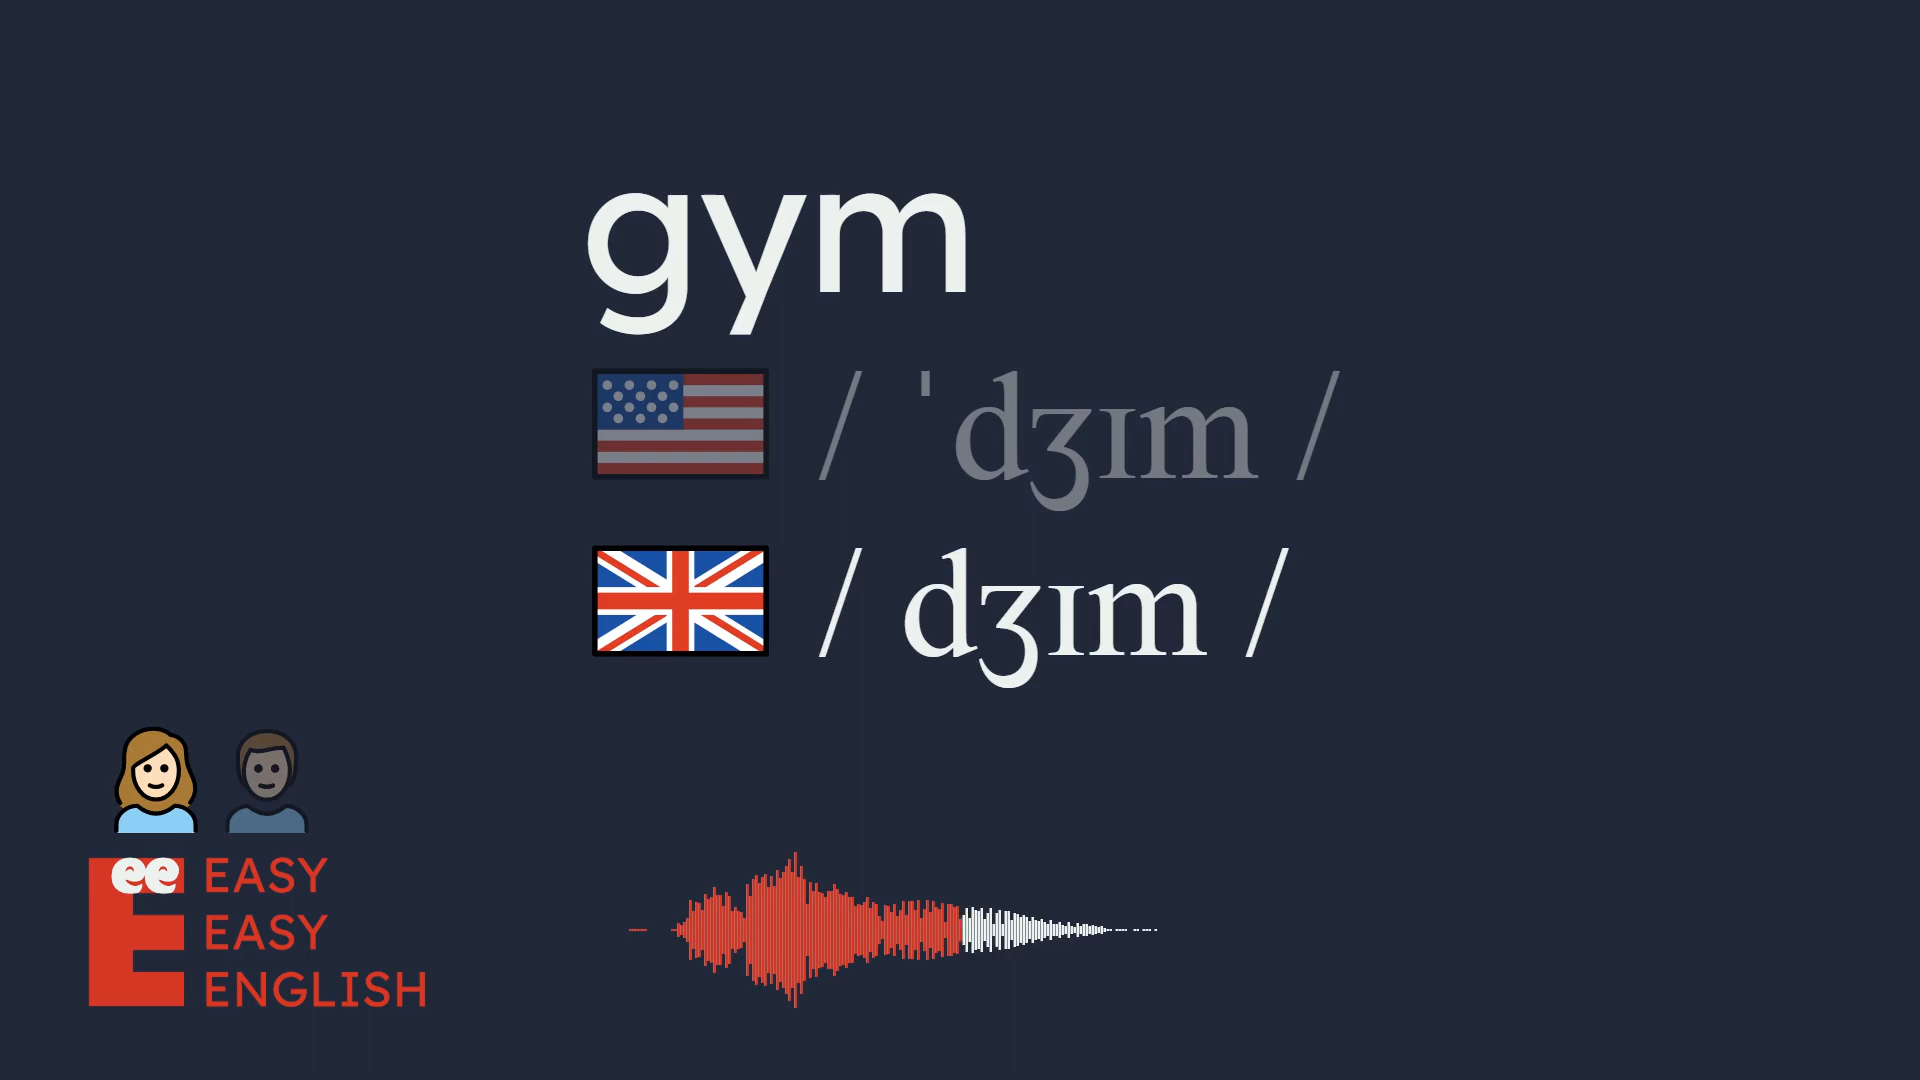 gym
/ ˈdʒɪm /
/ dʒɪm /
ee EASY
EASY
ENGLISH